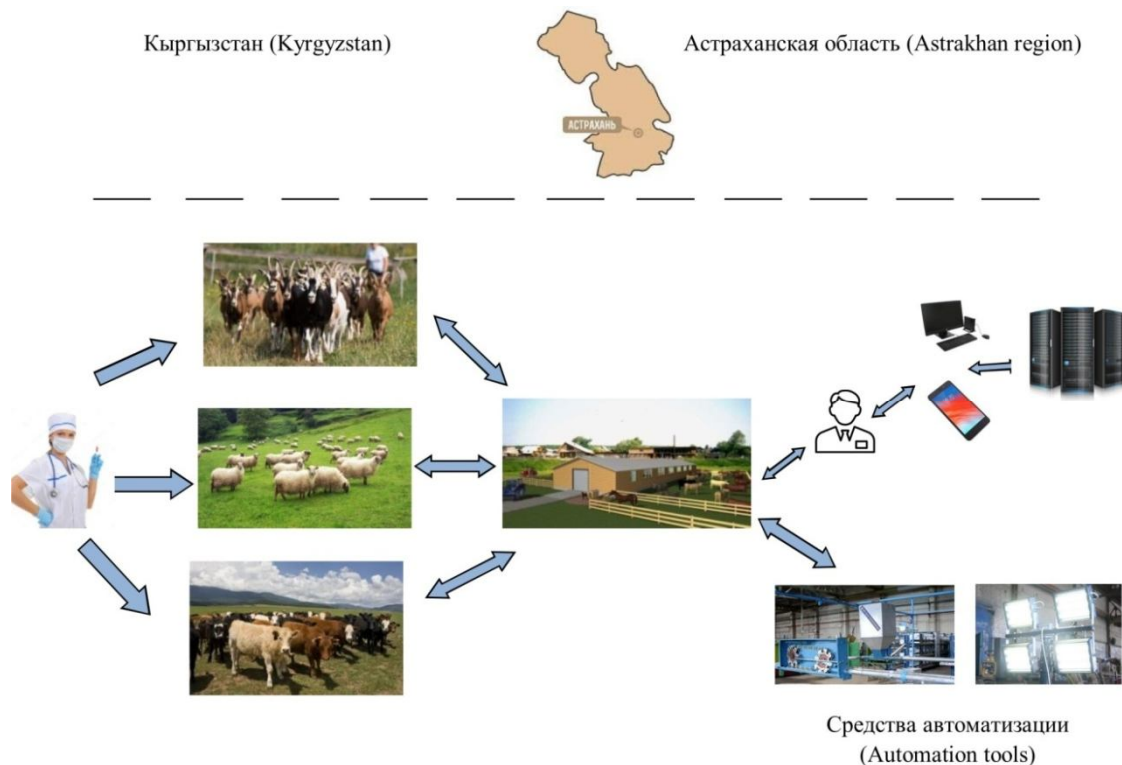 Кыргызстан (Kyrgyzstan)
Астраханская область (Astrakhan region)
АСТРАХАНЬ
Средства автоматизации
(Automation tools)